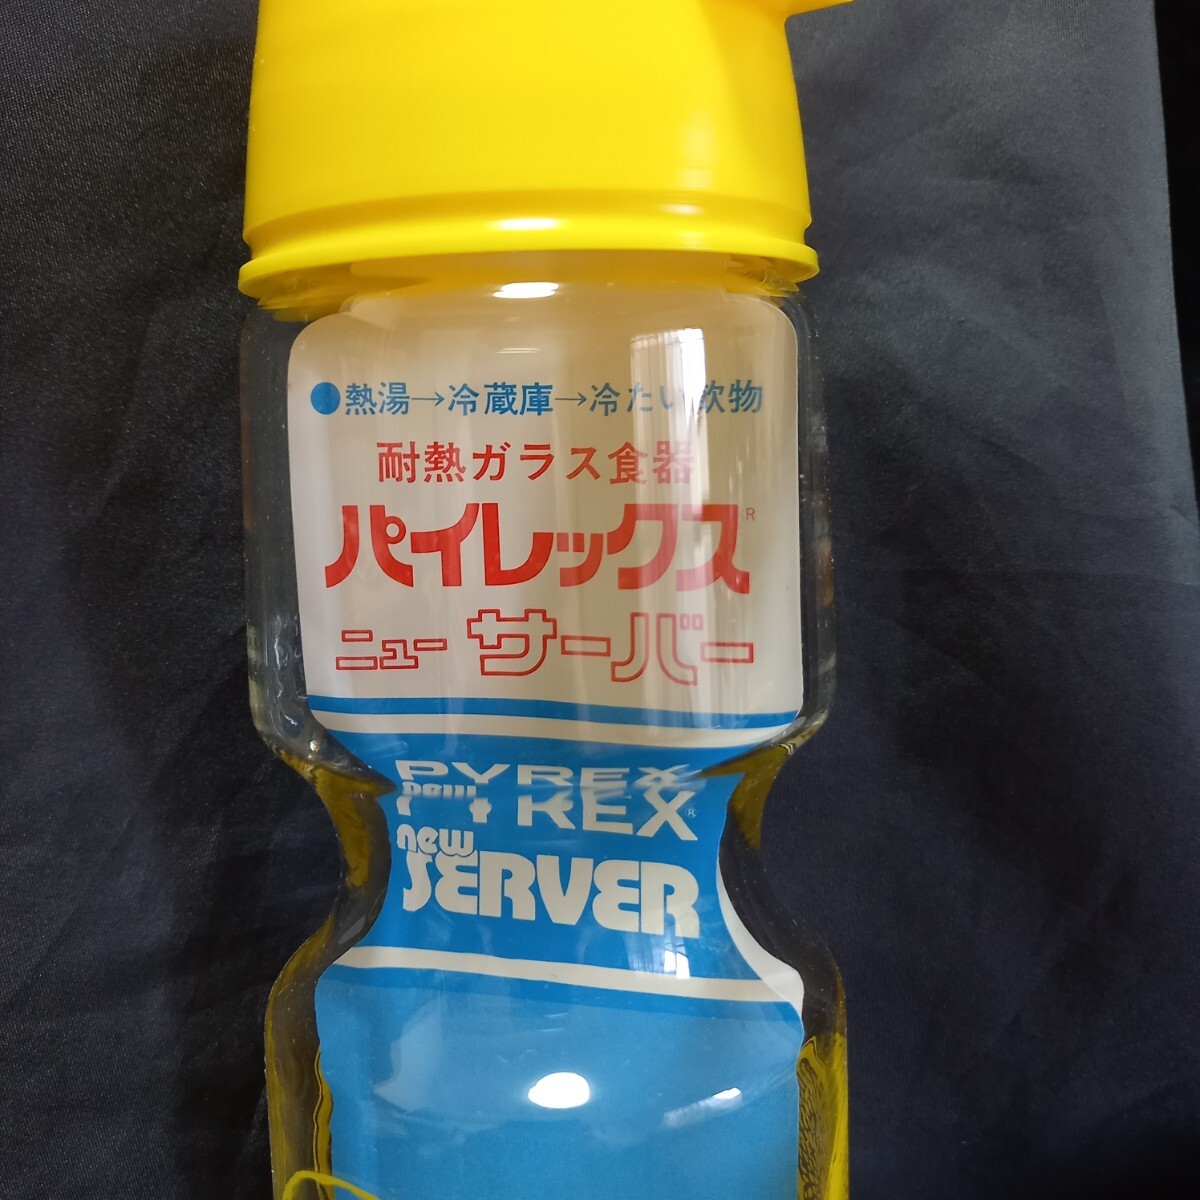 ●熱湯→冷蔵庫→冷たい飲物
耐熱ガラス食器
パイレックス®
ニューサーバー
PYREX®
new
SERVER